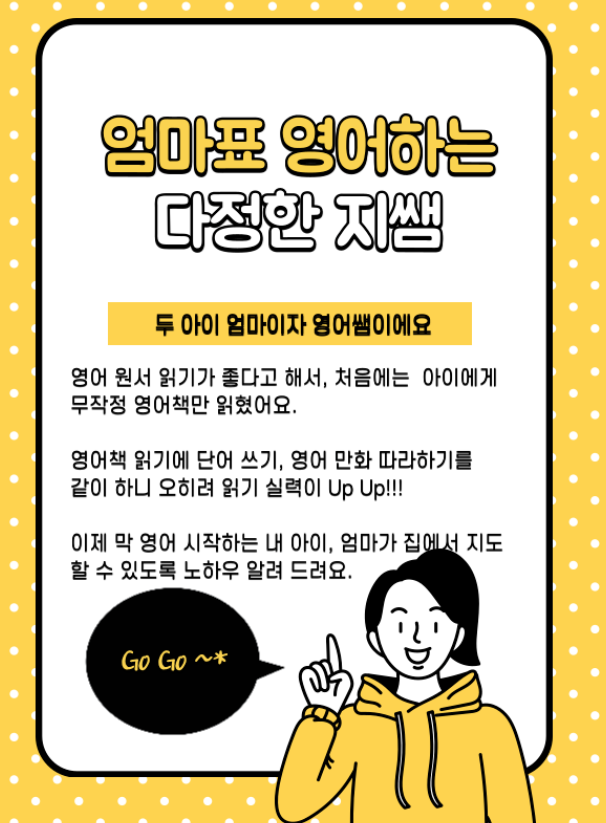 엄마표 영어하는
다정한 지쌤
두 아이 엄마이자 영어쌤이에요
영어 원서 읽기가 좋다고 해서, 처음에는 아이에게
무작정 영어책만 읽혔어요.
영어책 읽기에 단어 쓰기, 영어 만화 따라하기를
같이 하니 오히려 읽기 실력이 Up Up!!!
이제 막 영어 시작하는 내 아이, 엄마가 집에서 지도
할 수 있도록 노하우 알려 드려요.
Go Go ~*